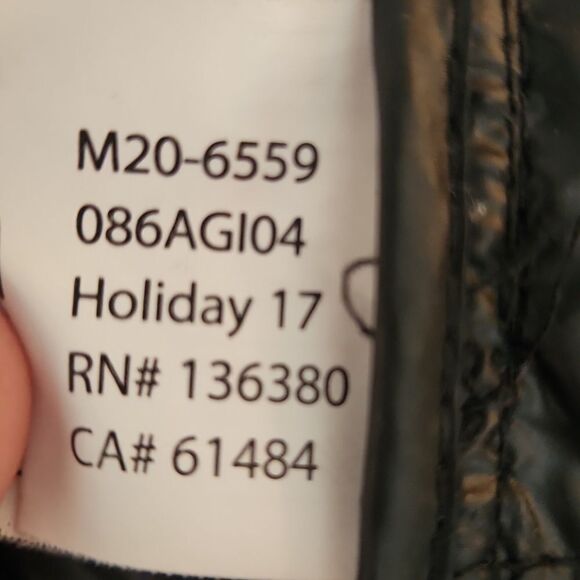 M20-6559
086AGI04
Holiday 17
RN# 136380
CA# 61484